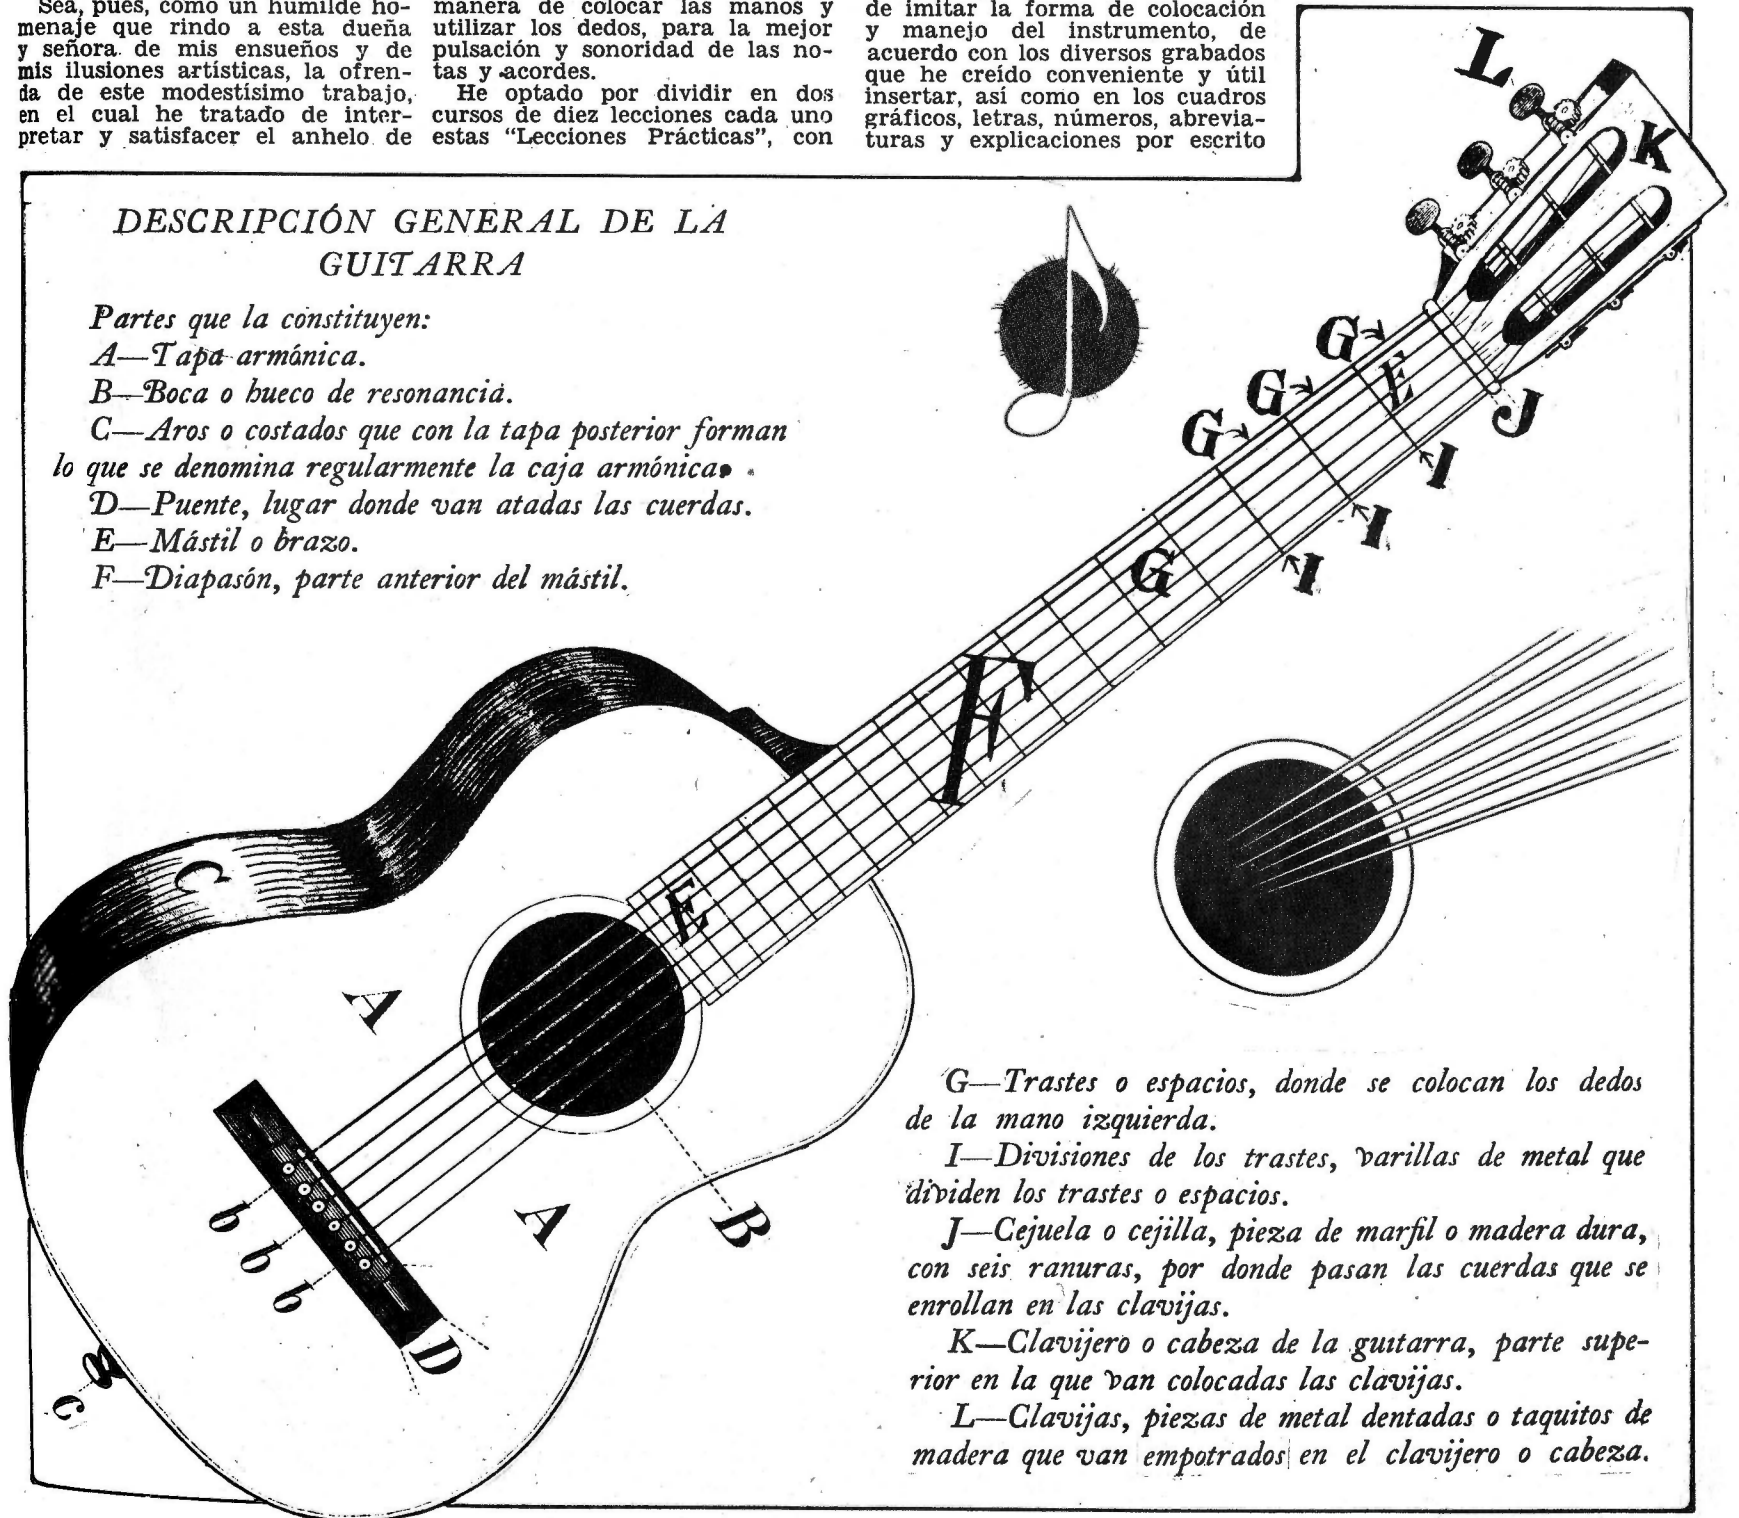 Sea, pues, como un humilde ho-
menaje que rindo a esta dueña
y señora de mis ensueños y de
mis ilusiones artísticas, la ofren-
da de este modestísimo trabajo,
en el cual he tratado de inter-
pretar y satisfacer el anhelo de
manera de colocar las manos y
utilizar los dedos, para la mejor
pulsación y sonoridad de las no-
tas y acordes.
He optado por dividir en dos
cursos de diez lecciones cada uno
estas "Lecciones Prácticas", con
de imitar la forma de colocación
y manejo del instrumento, de
acuerdo con los diversos grabados
que he creído conveniente y útil
insertar, así como en los cuadros
gráficos, letras, números, abrevia-
turas y explicaciones por escrito
DESCRIPCIÓN GENERAL DE LA
GUITARRA
Partes que la constituyen:
A—Tapa armónica.
B—Boca o hueco de resonancia.
C—Aros o costados que con la tapa posterior forman
lo que se denomina regularmente la caja armónica.
D—Puente, lugar donde van atadas las cuerdas.
E—Mástil o brazo.
F—Diapasón, parte anterior del mástil.
L
K
G
G
G
E
J
I
I
I
G
F
E
C
A
A
B
b
b
b
D
c
G—Trastes o espacios, donde se colocan los dedos
de la mano izquierda.
I—Divisiones de los trastes, varillas de metal que
dividen los trastes o espacios.
J—Cejuela o cejilla, pieza de marfil o madera dura,
con seis ranuras, por donde pasan las cuerdas que se
enrollan en las clavijas.
K—Clavijero o cabeza de la guitarra, parte supe-
rior en la que van colocadas las clavijas.
L—Clavijas, piezas de metal dentadas o taquitos de
madera que van empotrados en el clavijero o cabeza.